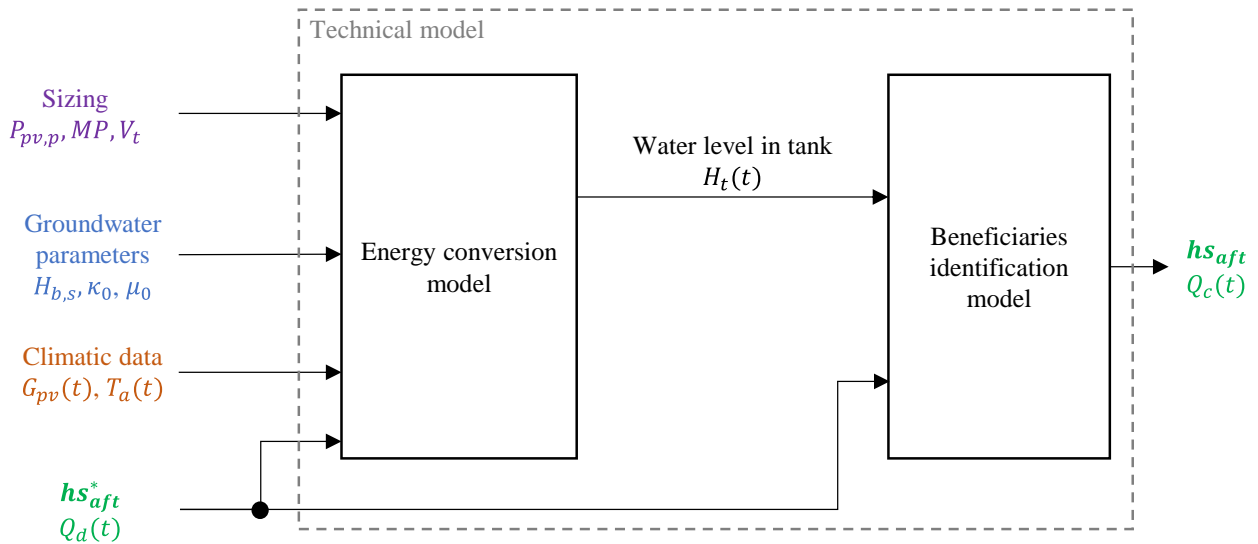 Technical model
Sizing
P_{pv,p}, MP, V_t
Groundwater
parameters
H_{b,s}, κ_0, μ_0
Climatic data
G_{pv}(t), T_a(t)
hs^*_{aft}
Q_d(t)
Energy conversion
model
Water level in tank
H_t(t)
Beneficiaries
identification
model
hs_{aft}
Q_c(t)